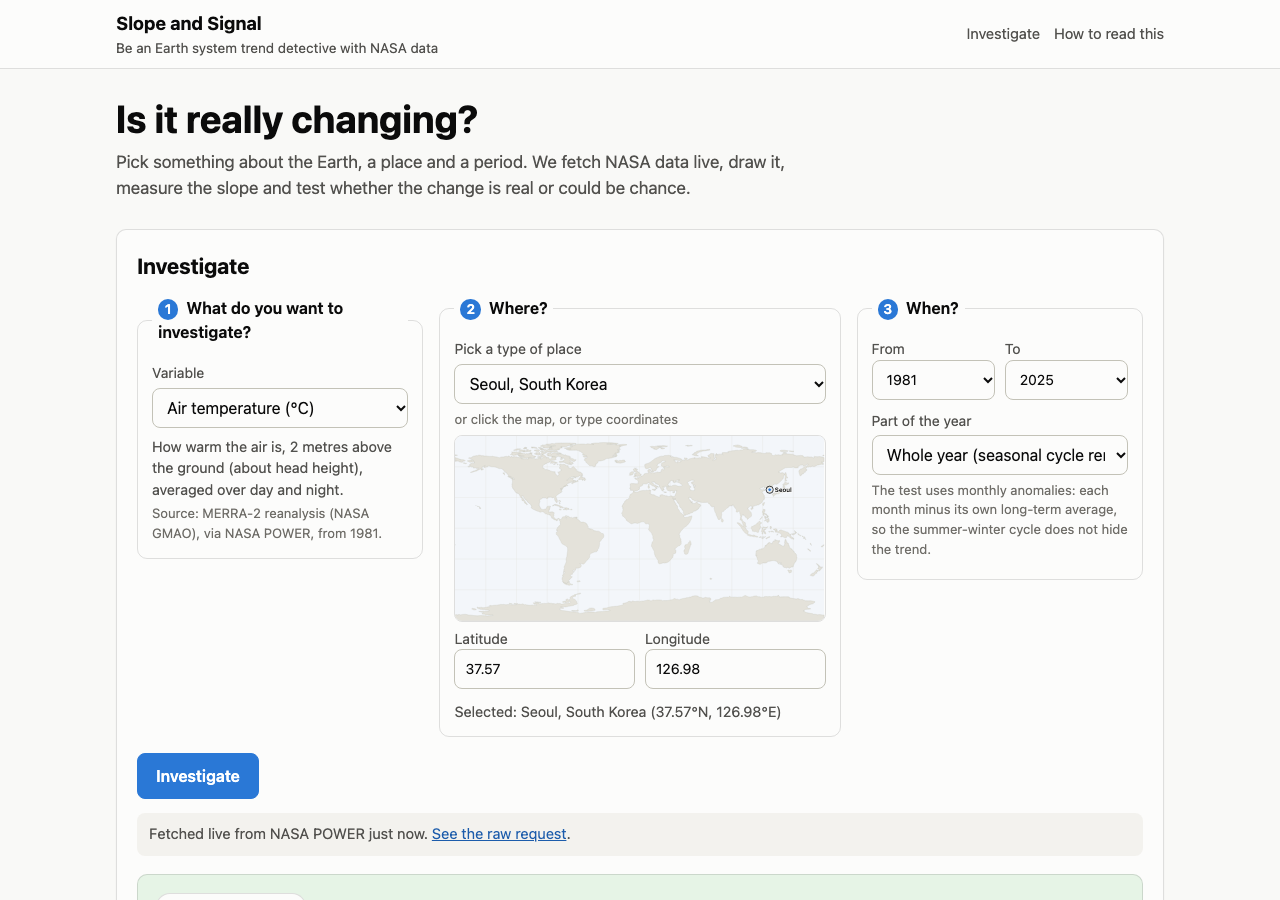 Slope and Signal
Be an Earth system trend detective with NASA data
Investigate
How to read this
Is it really changing?
Pick something about the Earth, a place and a period. We fetch NASA data live, draw it,
measure the slope and test whether the change is real or could be chance.
Investigate
1 What do you want to
investigate?
Variable
Air temperature (°C)
How warm the air is, 2 metres above
the ground (about head height),
averaged over day and night.
Source: MERRA-2 reanalysis (NASA
GMAO), via NASA POWER, from 1981.
2 Where?
Pick a type of place
Seoul, South Korea
or click the map, or type coordinates
Seoul
Latitude
Longitude
37.57
126.98
Selected: Seoul, South Korea (37.57°N, 126.98°E)
3 When?
From
To
1981
2025
Part of the year
Whole year (seasonal cycle
The test uses monthly anomalies: each
month minus its own long-term average,
so the summer-winter cycle does not hide
the trend.
Investigate
Fetched live from NASA POWER just now. See the raw request.